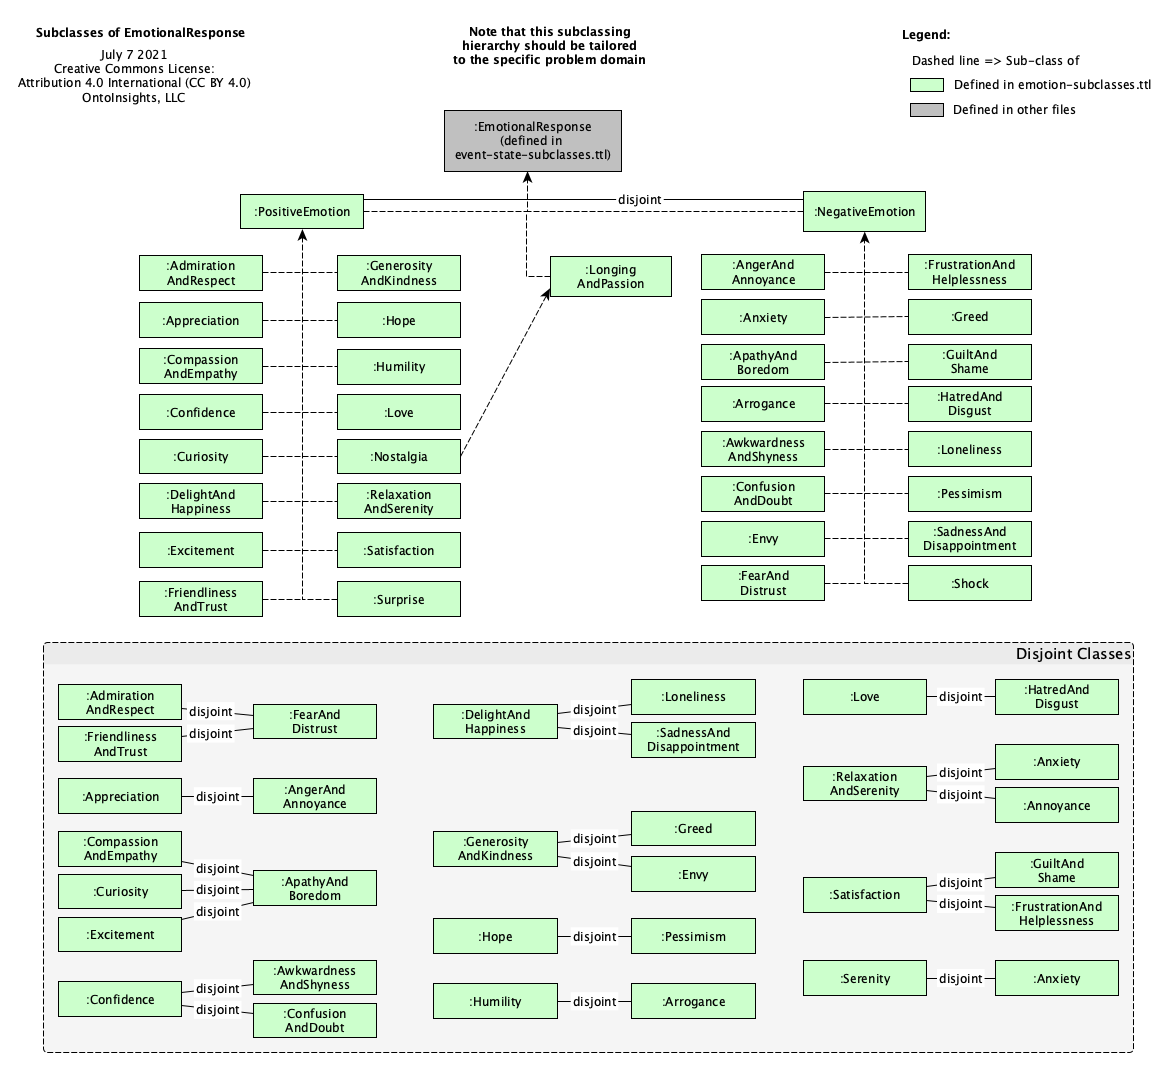 Subclasses of EmotionalResponse
July 7 2021
Creative Commons License:
Attribution 4.0 International (CC BY 4.0)
OntoInsights, LLC
Note that this subclassing
hierarchy should be tailored
to the specific problem domain
Legend:
Dashed line => Sub-class of
Defined in emotion-subclasses.ttl
Defined in other files
:EmotionalResponse
(defined in
event-state-subclasses.ttl)
:PositiveEmotion
disjoint
:NegativeEmotion
:Admiration
AndRespect
:Generosity
AndKindness
:Appreciation
:Hope
:Compassion
AndEmpathy
:Humility
:Confidence
:Love
:Curiosity
:Nostalgia
:DelightAnd
Happiness
:Relaxation
AndSerenity
:Excitement
:Satisfaction
:Friendliness
AndTrust
:Surprise
:Longing
AndPassion
:AngerAnd
Annoyance
:FrustrationAnd
Helplessness
:Anxiety
:Greed
:ApathyAnd
Boredom
:GuiltAnd
Shame
:Arrogance
:HatredAnd
Disgust
:Awkwardness
AndShyness
:Loneliness
:Confusion
AndDoubt
:Pessimism
:Envy
:SadnessAnd
Disappointment
:FearAnd
Distrust
:Shock
Disjoint Classes
:Admiration
AndRespect
disjoint
:FearAnd
Distrust
:Friendliness
AndTrust
disjoint
:Appreciation
disjoint
:AngerAnd
Annoyance
:Compassion
AndEmpathy
disjoint
:Curiosity
disjoint
:ApathyAnd
Boredom
:Excitement
disjoint
:Confidence
disjoint
:Awkwardness
AndShyness
disjoint
:Confusion
AndDoubt
:DelightAnd
Happiness
disjoint
:Loneliness
disjoint
:SadnessAnd
Disappointment
:Generosity
AndKindness
disjoint
:Greed
disjoint
:Envy
:Hope
disjoint
:Pessimism
:Humility
disjoint
:Arrogance
:Love
disjoint
:HatredAnd
Disgust
:Relaxation
AndSerenity
disjoint
:Anxiety
disjoint
:Annoyance
:Satisfaction
disjoint
:GuiltAnd
Shame
disjoint
:FrustrationAnd
Helplessness
:Serenity
disjoint
:Anxiety